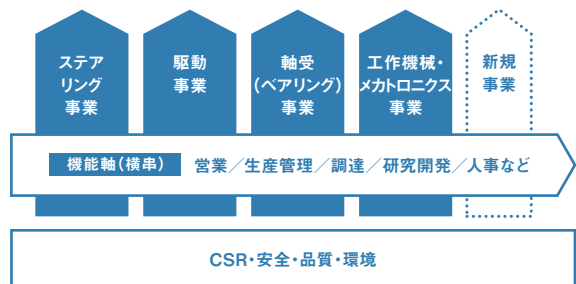 ステア
リング
事業
駆動
事業
軸受
(ベアリング)
事業
工作機械・
メカトロニクス
事業
新規
事業
機能軸(横串)
営業／生産管理／調達／研究開発／人事など
CSR・安全・品質・環境